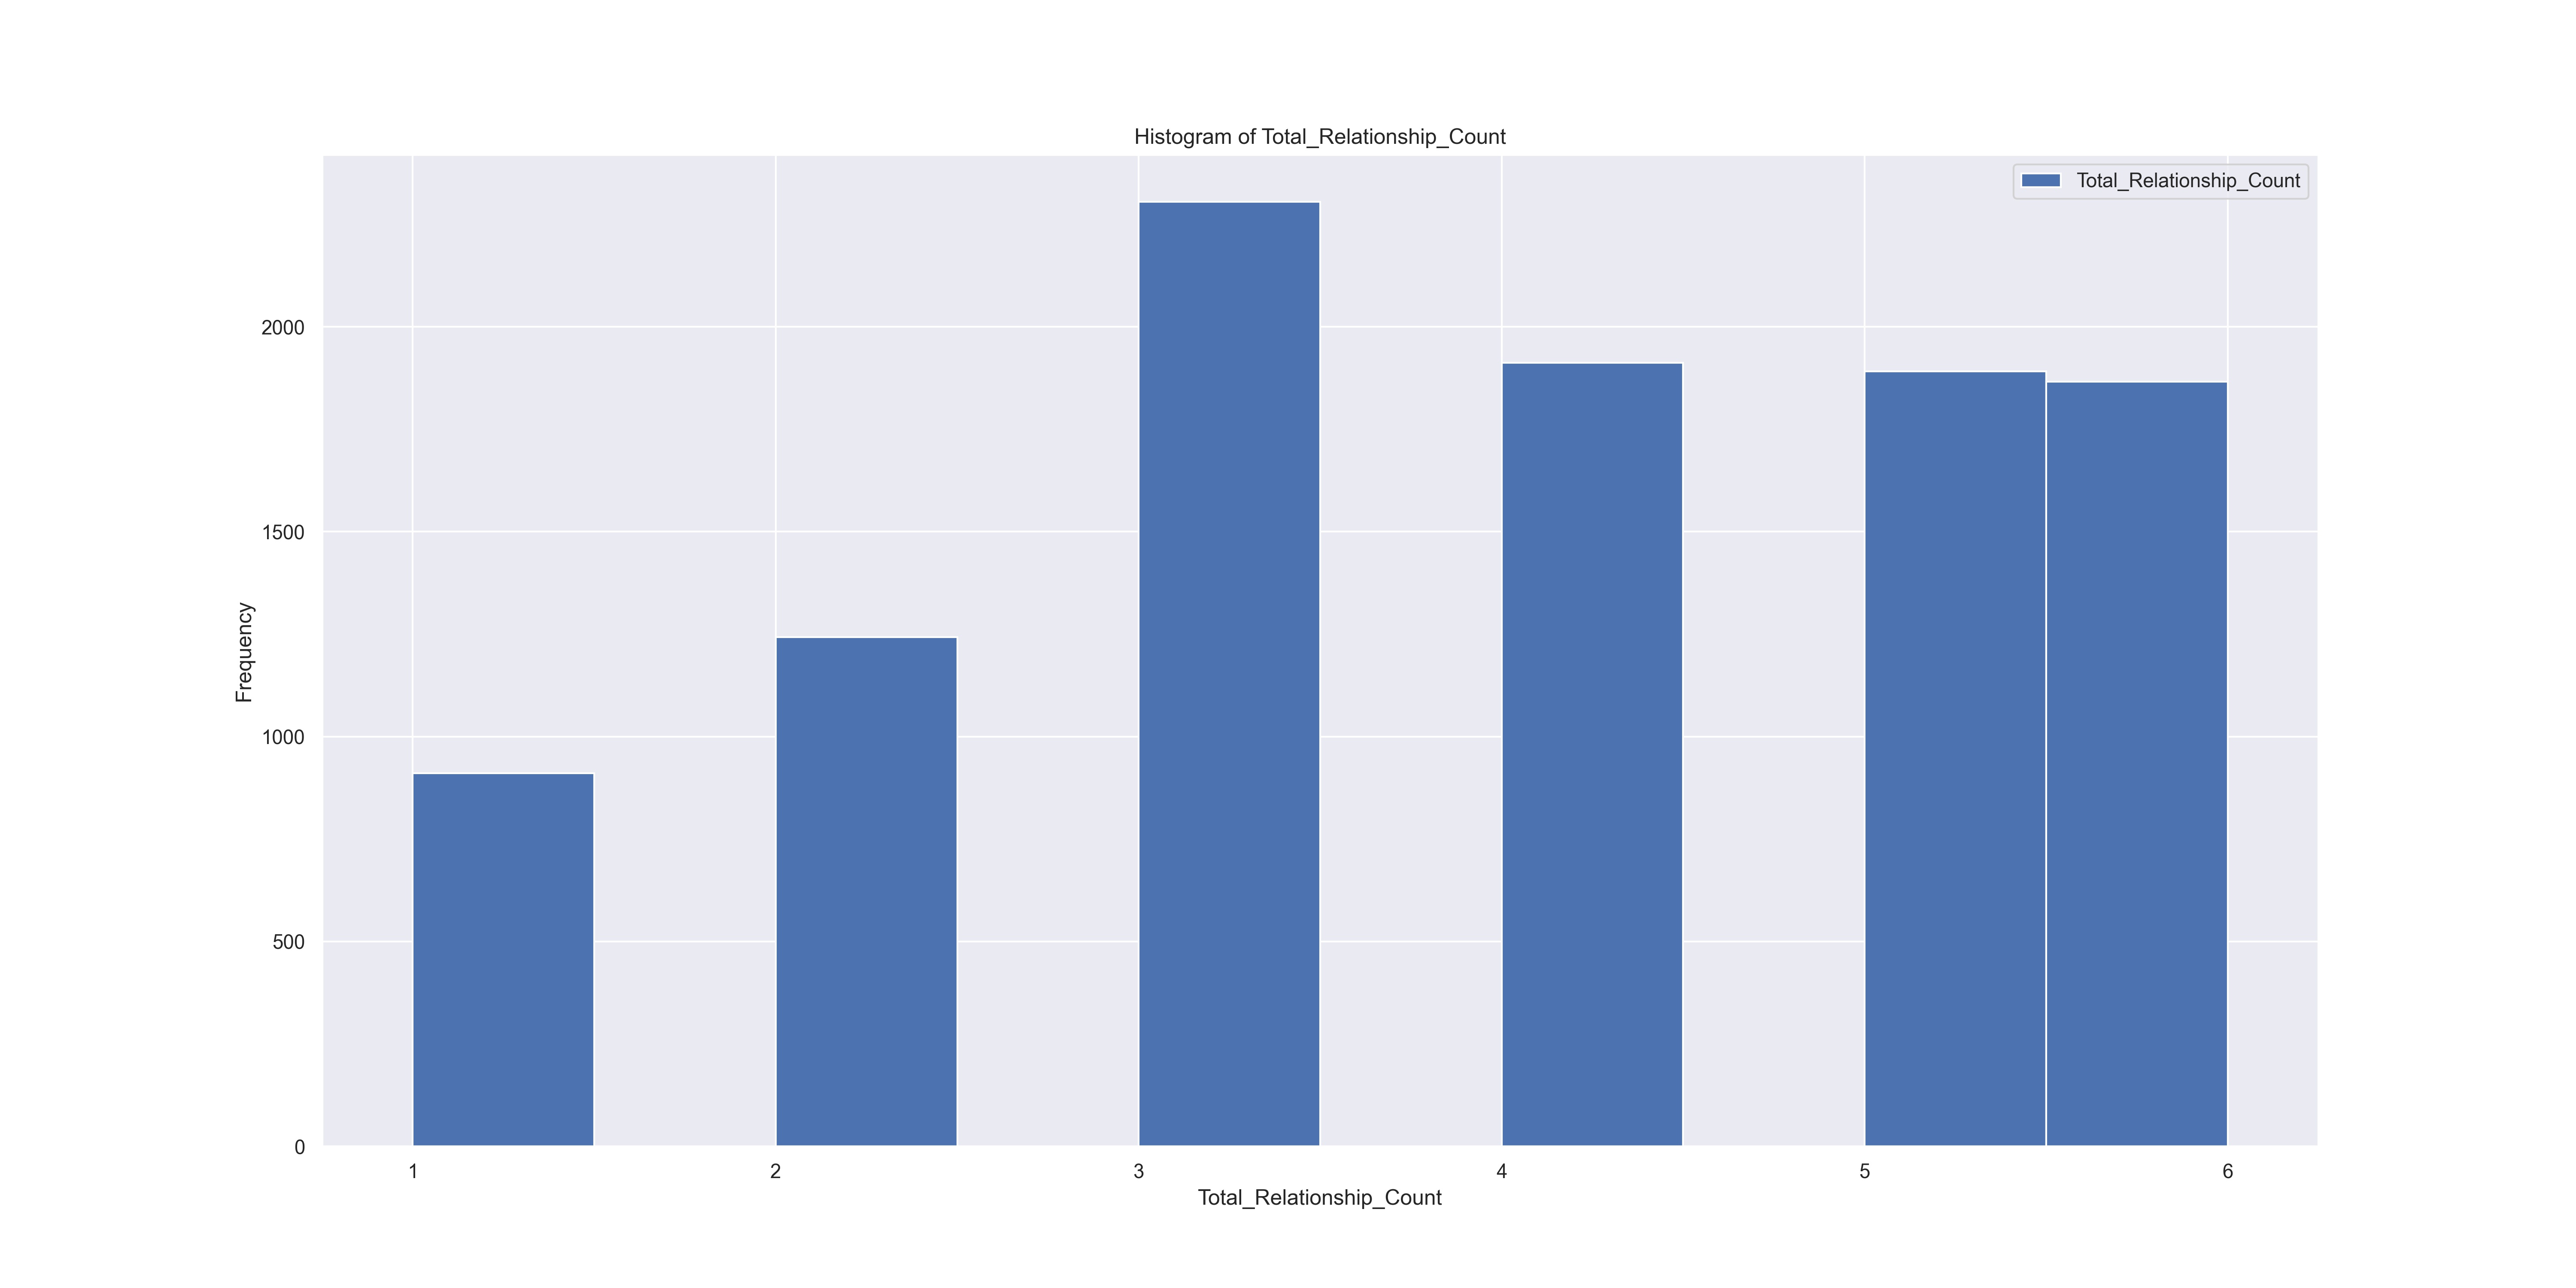 Histogram of Total_Relationship_Count
Total_Relationship_Count
2000
1500
1000
500
0
Frequency
1 2 3 4 5 6
Total_Relationship_Count